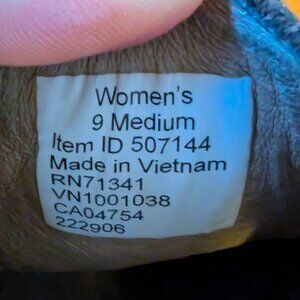 Women's
9 Medium
Item ID 507144
Made in Vietnam
RN71341
VN1001038
CA04754
222906